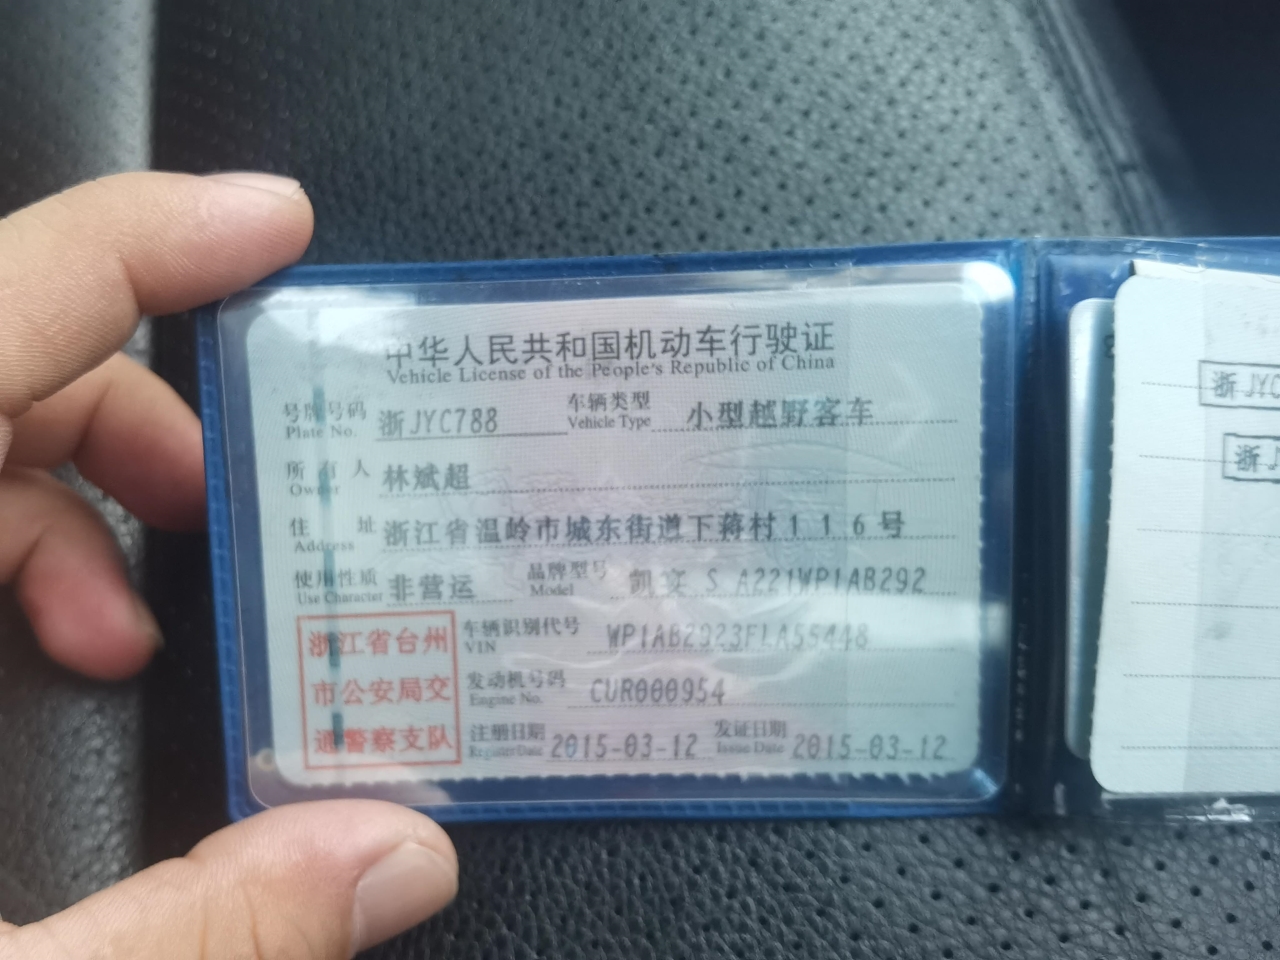 中华人民共和国机动车行驶证
Vehicle License of the People's Republic of China
号牌号码 浙JYC788 车辆类型 小型越野客车
Plate No. Vehicle Type
所有人 林斌超
Owner
住址 浙江省温岭市城东街道下蒋村116号
Address
使用性质 非营运 品牌型号 凯宴 S A221WP1AB292
Use Character Model
浙江省台州 车辆识别代号 WP1AB2923FLA55448
VIN
市公安局交 发动机号码 CUR000954
Engine No.
通警察支队 注册日期 2015-03-12 发证日期 2015-03-12
Register Date Issue Date
浙JYC
浙J